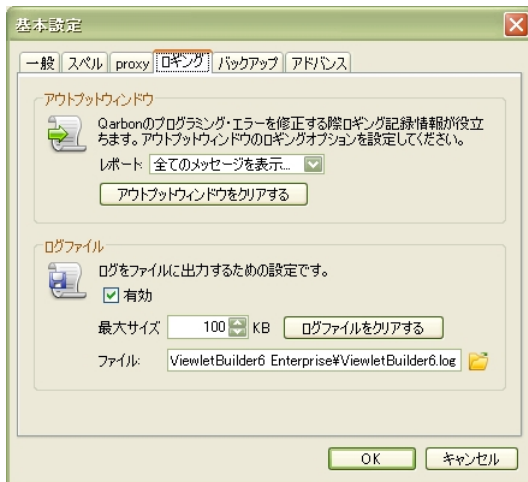 基本設定
一般 スペル proxy ロギング バックアップ アドバンス
アウトプットウィンドウ
Qarbonのプログラミング・エラーを修正する際ロギング記録情報が役立
ちます。アウトプットウィンドウのロギングオプションを設定してください。
レポート 全てのメッセージを表示...
アウトプットウィンドウをクリアする
ログファイル
ログをファイルに出力するための設定です。
有効
最大サイズ 100 KB ログファイルをクリアする
ファイル: ViewletBuilder6 Enterprise¥ViewletBuilder6.log
OK キャンセル